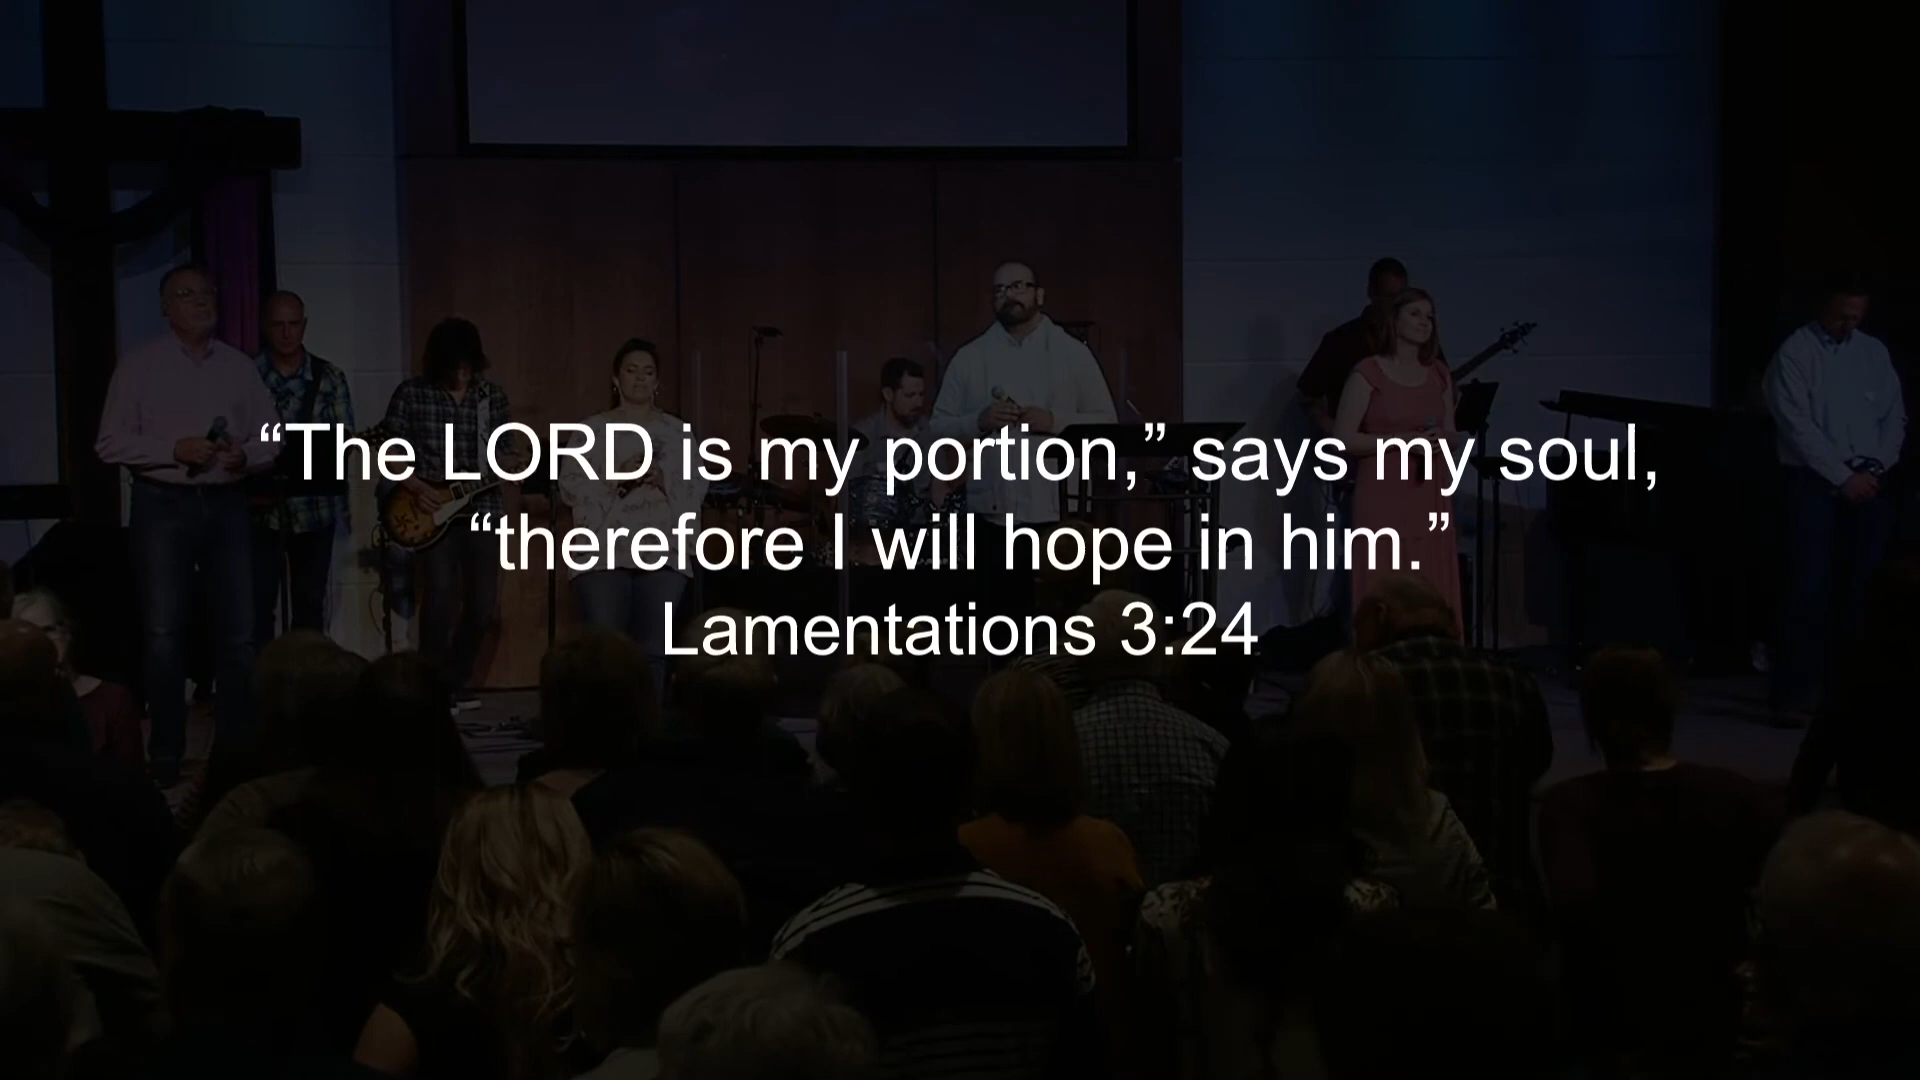 “The LORD is my portion,” says my soul,
“therefore I will hope in him.”
Lamentations 3:24